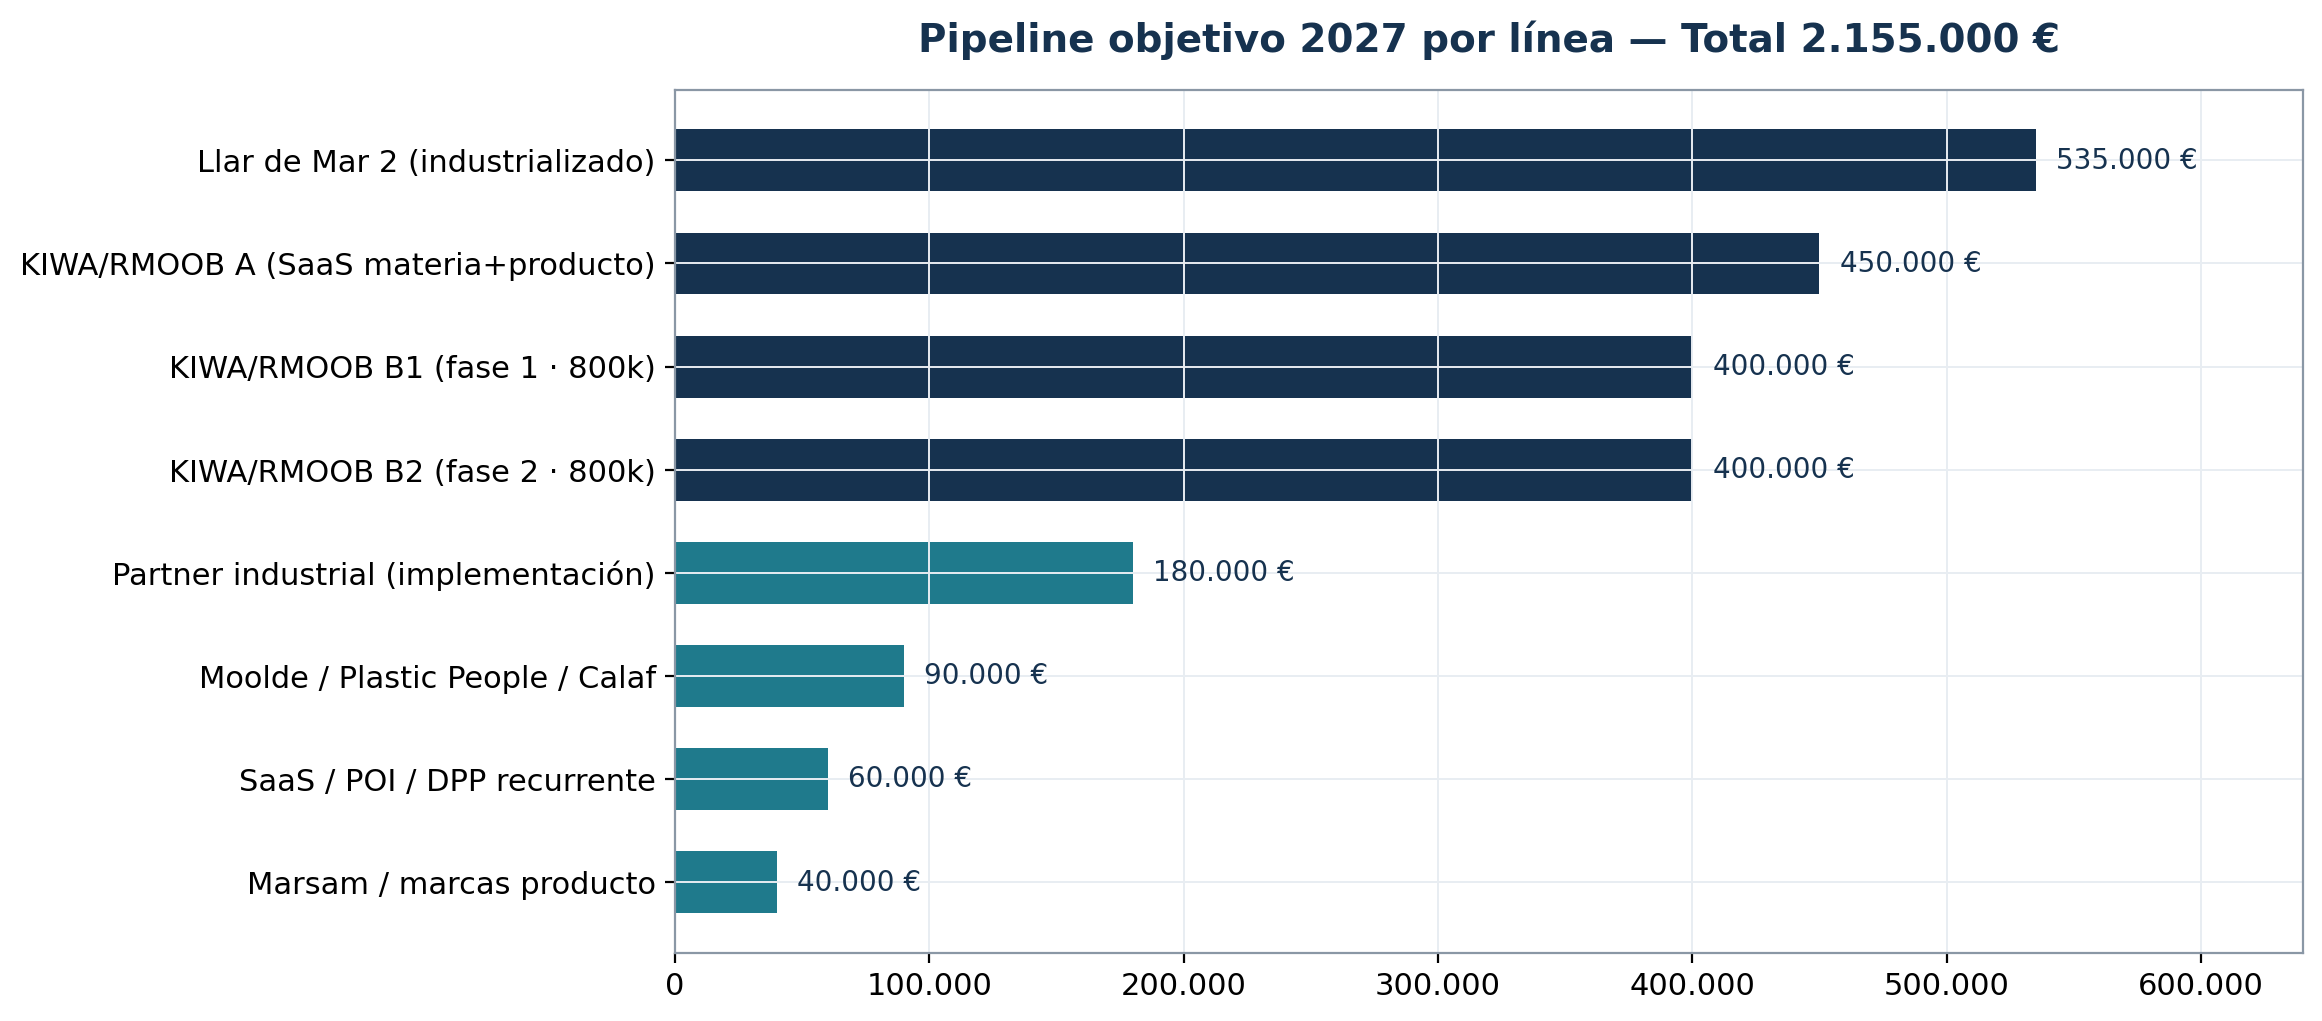 Pipeline objetivo 2027 por línea — Total 2.155.000 €
Llar de Mar 2 (industrializado) 535.000 €
KIWA/RMOOB A (SaaS materia+producto) 450.000 €
KIWA/RMOOB B1 (fase 1 · 800k) 400.000 €
KIWA/RMOOB B2 (fase 2 · 800k) 400.000 €
Partner industrial (implementación) 180.000 €
Moolde / Plastic People / Calaf 90.000 €
SaaS / POI / DPP recurrente 60.000 €
Marsam / marcas producto 40.000 €
0 100.000 200.000 300.000 400.000 500.000 600.000